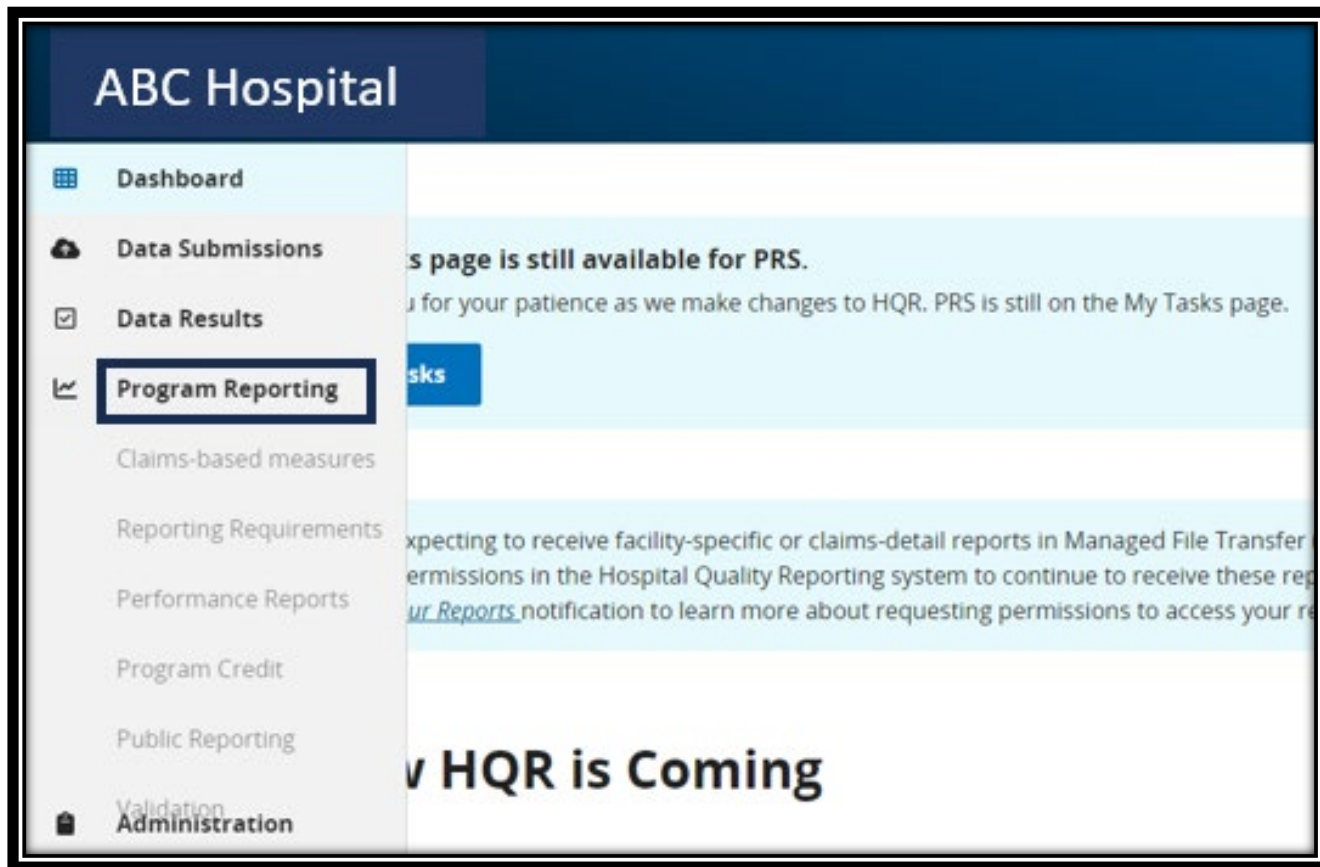 ABC Hospital
Dashboard
Data Submissions
Data Results
Program Reporting
Claims-based measures
Reporting Requirements
Performance Reports
Program Credit
Public Reporting
Validation
Administration
s page is still available for PRS.
for your patience as we make changes to HQR. PRS is still on the My Tasks page.
sks
xpecting to receive facility-specific or claims-detail reports in Managed File Transfer
ermissions in the Hospital Quality Reporting system to continue to receive these rep
ur Reports notification to learn more about requesting permissions to access your re
HQR is Coming